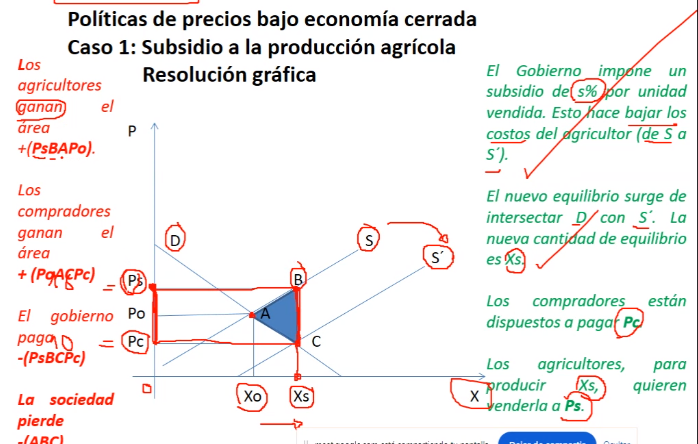 Políticas de precios bajo economía cerrada
Caso 1: Subsidio a la producción agrícola
Resolución gráfica
Los
agricultores
ganan el
área
+(PsBAPo).
Los
compradores
ganan el
área
+ (PoACPc)
El gobierno
paga
-(PsBCPc)
La sociedad
pierde
-(ABC)
P
D
S
S´
Ps
B
Po
A
Pc
C
Xo
Xs
X
El Gobierno impone un
subsidio de s% por unidad
vendida. Esto hace bajar los
costos del agricultor (de S a
S´).
El nuevo equilibrio surge de
intersectar D con S´. La
nueva cantidad de equilibrio
es Xs.
Los compradores están
dispuestos a pagar Pc
Los agricultores, para
producir Xs, quieren
venderla a Ps.